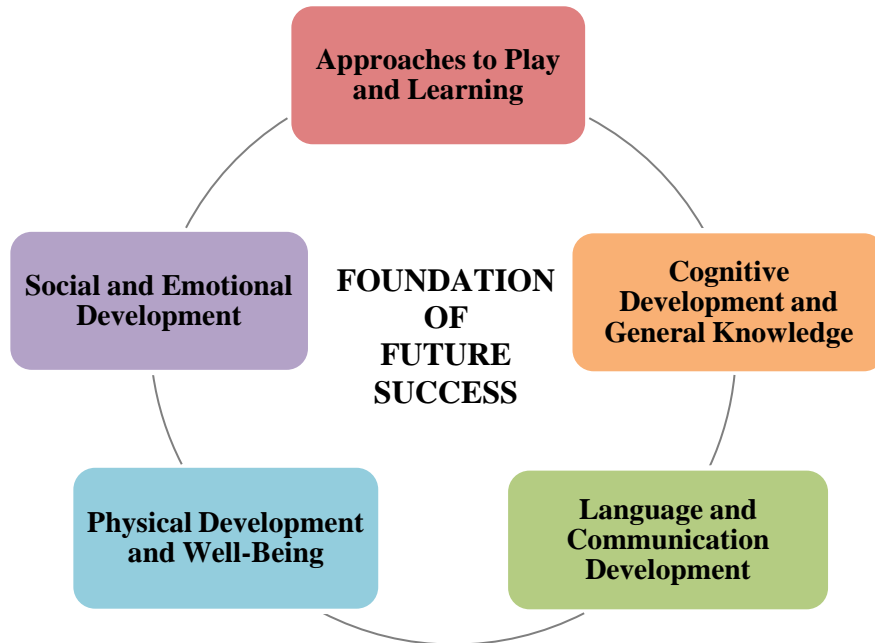 Approaches to Play
and Learning
Social and Emotional
Development
FOUNDATION
OF
FUTURE
SUCCESS
Cognitive
Development and
General Knowledge
Physical Development
and Well-Being
Language and
Communication
Development